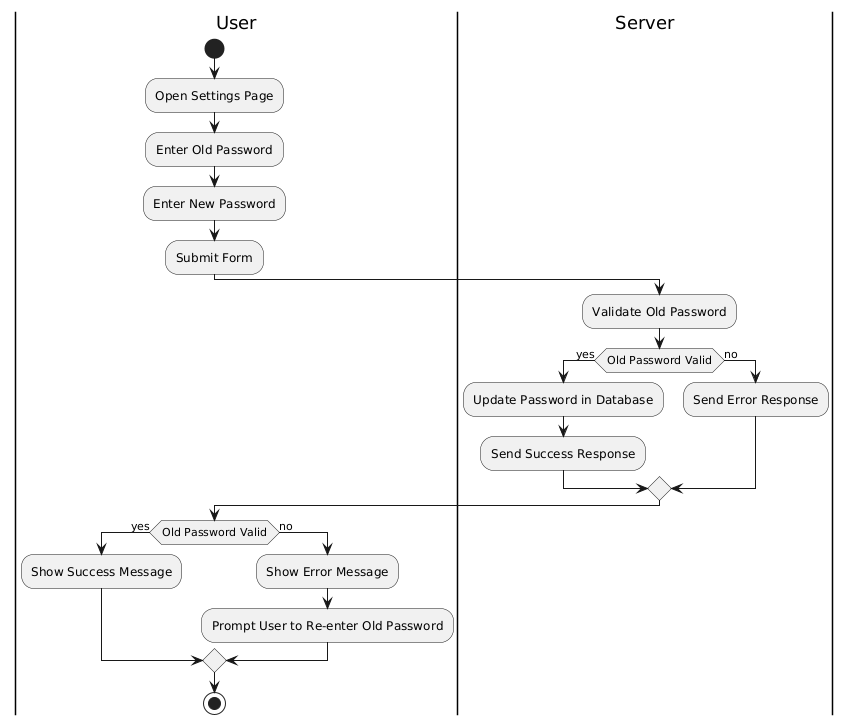 User
Server
Open Settings Page
Enter Old Password
Enter New Password
Submit Form
Validate Old Password
yes
Old Password Valid
no
Update Password in Database
Send Error Response
Send Success Response
yes
Old Password Valid
no
Show Success Message
Show Error Message
Prompt User to Re-enter Old Password